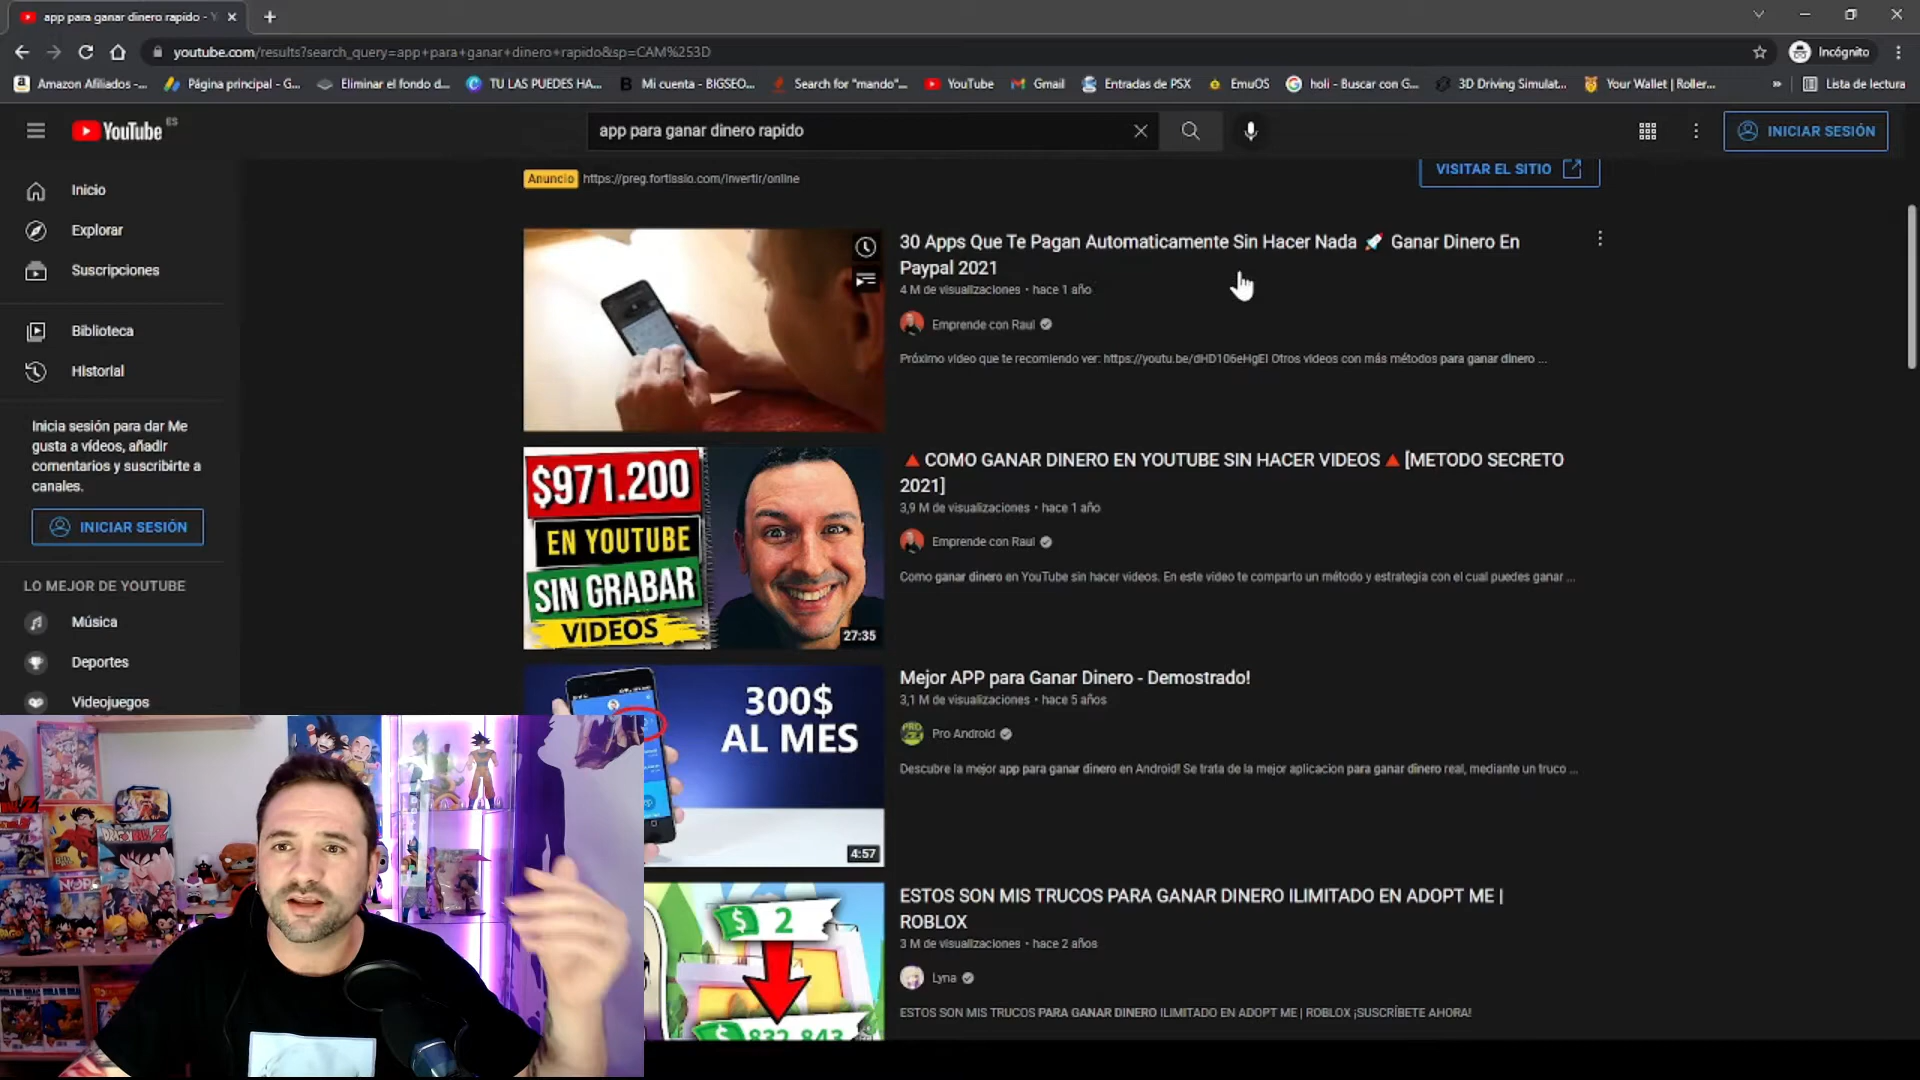 app para ganar dinero rapido - Y
youtube.com/results?search_query=app+para+ganar+dinero+rapido&sp=CAM%253D
Incógnito
Amazon Afiliados -...
Página principal - G...
Eliminar el fondo d...
TU LAS PUEDES HA...
Mi cuenta - BIGSEO...
Search for "mando"...
YouTube
Gmail
Entradas de PSX
EmuOS
holi - Buscar con G...
3D Driving Simulat...
Your Wallet | Roller...
»
Lista de lectura
YouTube ES
app para ganar dinero rapido
INICIAR SESIÓN
Inicio
Explorar
Suscripciones
Biblioteca
Historial
Inicia sesión para dar Me
gusta a vídeos, añadir
comentarios y suscribirte a
canales.
INICIAR SESIÓN
LO MEJOR DE YOUTUBE
Música
Deportes
Videojuegos
Anuncio https://preg.fortissio.com/invertir/online
VISITAR EL SITIO
30 Apps Que Te Pagan Automaticamente Sin Hacer Nada 🚀 Ganar Dinero En
Paypal 2021
4 M de visualizaciones • hace 1 año
Emprende con Raul
Próximo video que te recomiendo ver: https://youtu.be/dHD106eHgEI Otros videos con más métodos para ganar dinero ...
$971.200
EN YOUTUBE
SIN GRABAR
VIDEOS
27:35
🔺COMO GANAR DINERO EN YOUTUBE SIN HACER VIDEOS🔺[METODO SECRETO
2021]
3,9 M de visualizaciones • hace 1 año
Emprende con Raul
Como ganar dinero en YouTube sin hacer videos. En este video te comparto un método y estrategia con el cual puedes ganar ...
300$
AL MES
4:57
Mejor APP para Ganar Dinero - Demostrado!
3,1 M de visualizaciones • hace 5 años
Pro Android
Descubre la mejor app para ganar dinero en Android! Se trata de la mejor aplicacion para ganar dinero real, mediante un truco ...
$ 2
$832,843
ESTOS SON MIS TRUCOS PARA GANAR DINERO ILIMITADO EN ADOPT ME |
ROBLOX
3 M de visualizaciones • hace 2 años
Lyna
ESTOS SON MIS TRUCOS PARA GANAR DINERO ILIMITADO EN ADOPT ME | ROBLOX ¡SUSCRÍBETE AHORA!